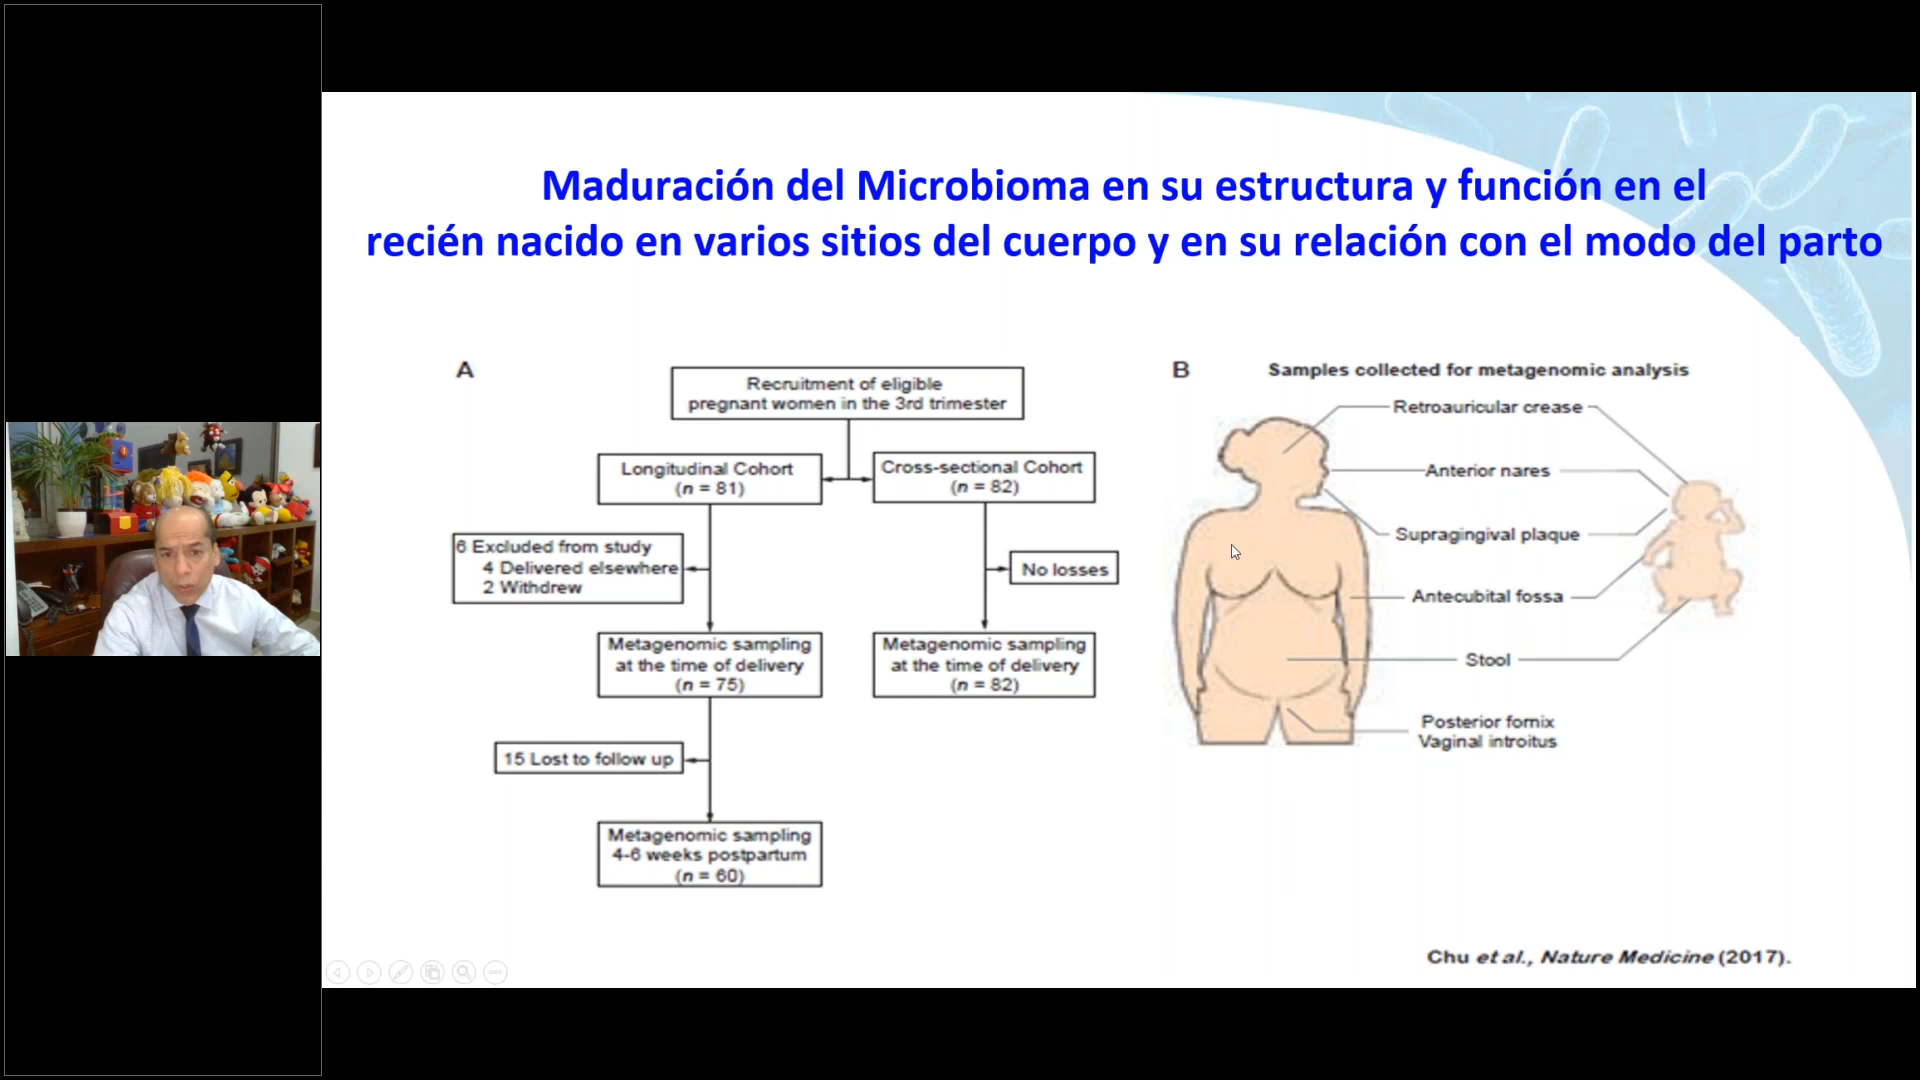 Maduración del Microbioma en su estructura y función en el
recién nacido en varios sitios del cuerpo y en su relación con el modo del parto
A
Recruitment of eligible
pregnant women in the 3rd trimester
Longitudinal Cohort
(n = 81)
Cross-sectional Cohort
(n = 82)
6 Excluded from study
4 Delivered elsewhere
2 Withdrew
No losses
Metagenomic sampling
at the time of delivery
(n = 75)
Metagenomic sampling
at the time of delivery
(n = 82)
15 Lost to follow up
Metagenomic sampling
4-6 weeks postpartum
(n = 60)
B
Samples collected for metagenomic analysis
Retroauricular crease
Anterior nares
Supragingival plaque
Antecubital fossa
Stool
Posterior fornix
Vaginal introitus
Chu et al., Nature Medicine (2017).